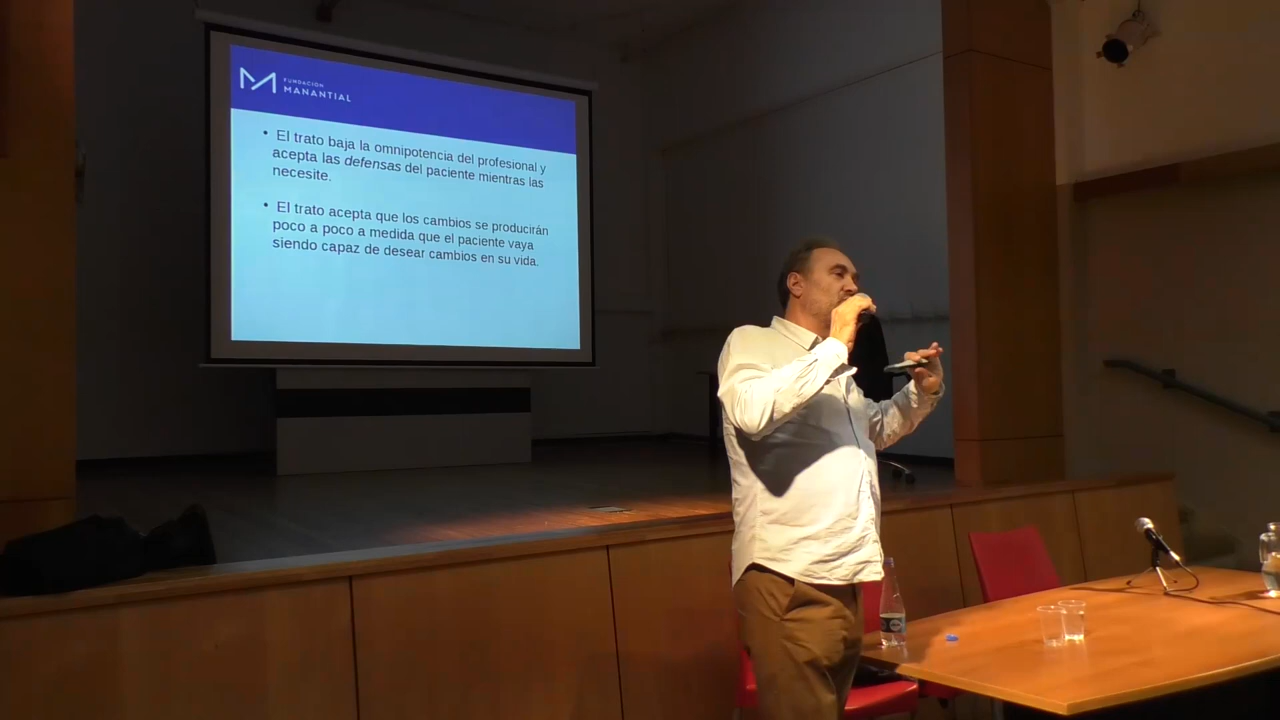 FUNDACIÓN
MANANTIAL
• El trato baja la omnipotencia del profesional y
acepta las defensas del paciente mientras las
necesite.
• El trato acepta que los cambios se producirán
poco a poco a medida que el paciente vaya
siendo capaz de desear cambios en su vida.